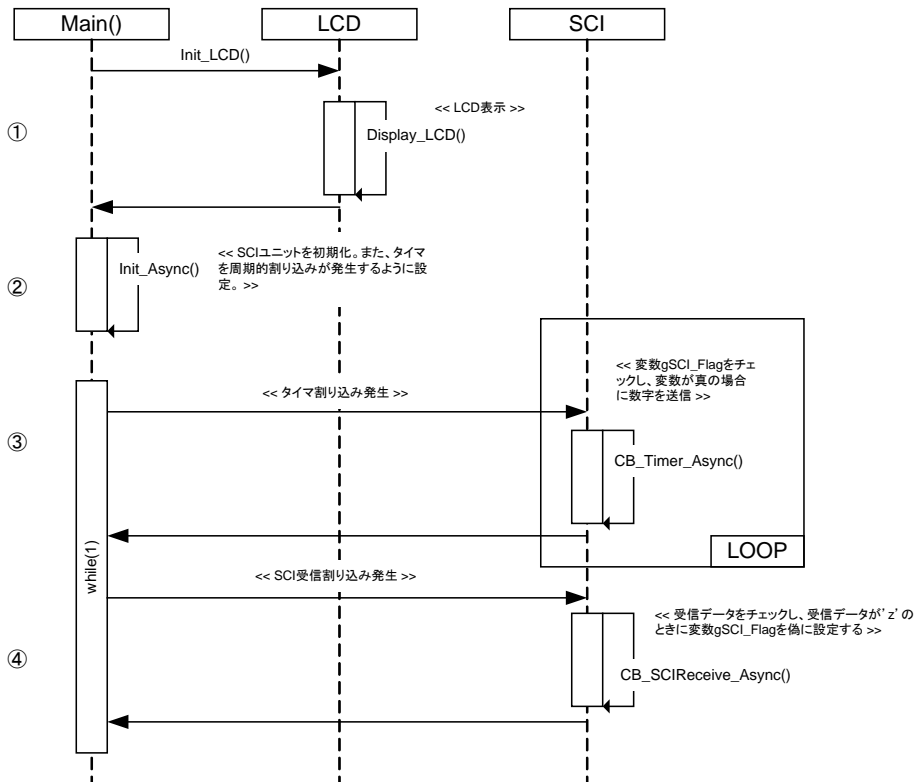 Main()
LCD
SCI
Init_LCD()
<< LCD表示 >>
①
Display_LCD()
<< SCIユニットを初期化。また、タイマ
を周期的割り込みが発生するように設
定。 >>
Init_Async()
②
<< 変数gSCI_Flagをチェ
ックし、変数が真の場合
に数字を送信 >>
<< タイマ割り込み発生 >>
③
CB_Timer_Async()
LOOP
while(1)
<< SCI受信割り込み発生 >>
<< 受信データをチェックし、受信データが'z'の
ときに変数gSCI_Flagを偽に設定する >>
④
CB_SCIReceive_Async()